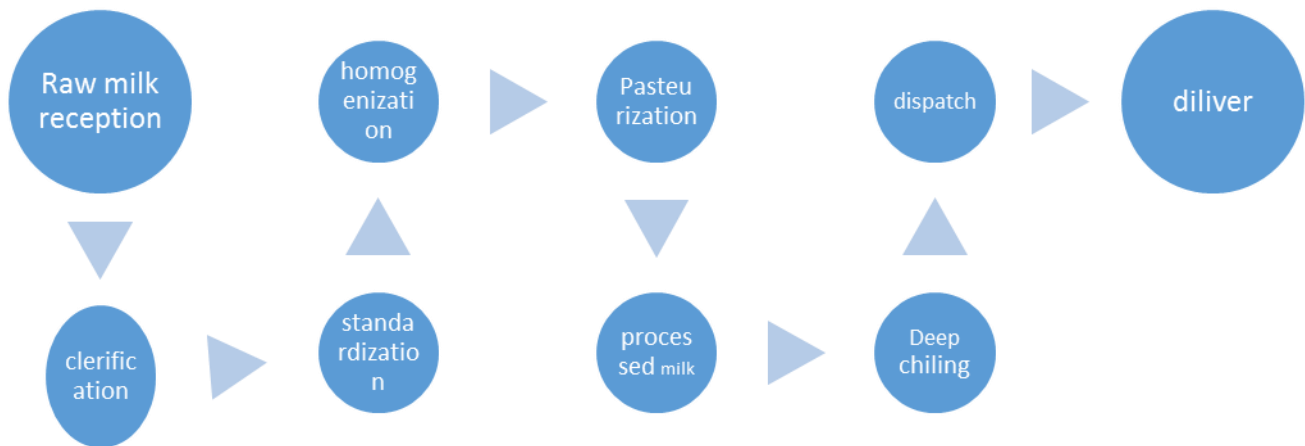 Raw milk
reception
clerific
ation
standa
rdizatio
n
homog
enizati
on
Pasteu
rization
proces
sed milk
Deep
chiling
dispatch
diliver